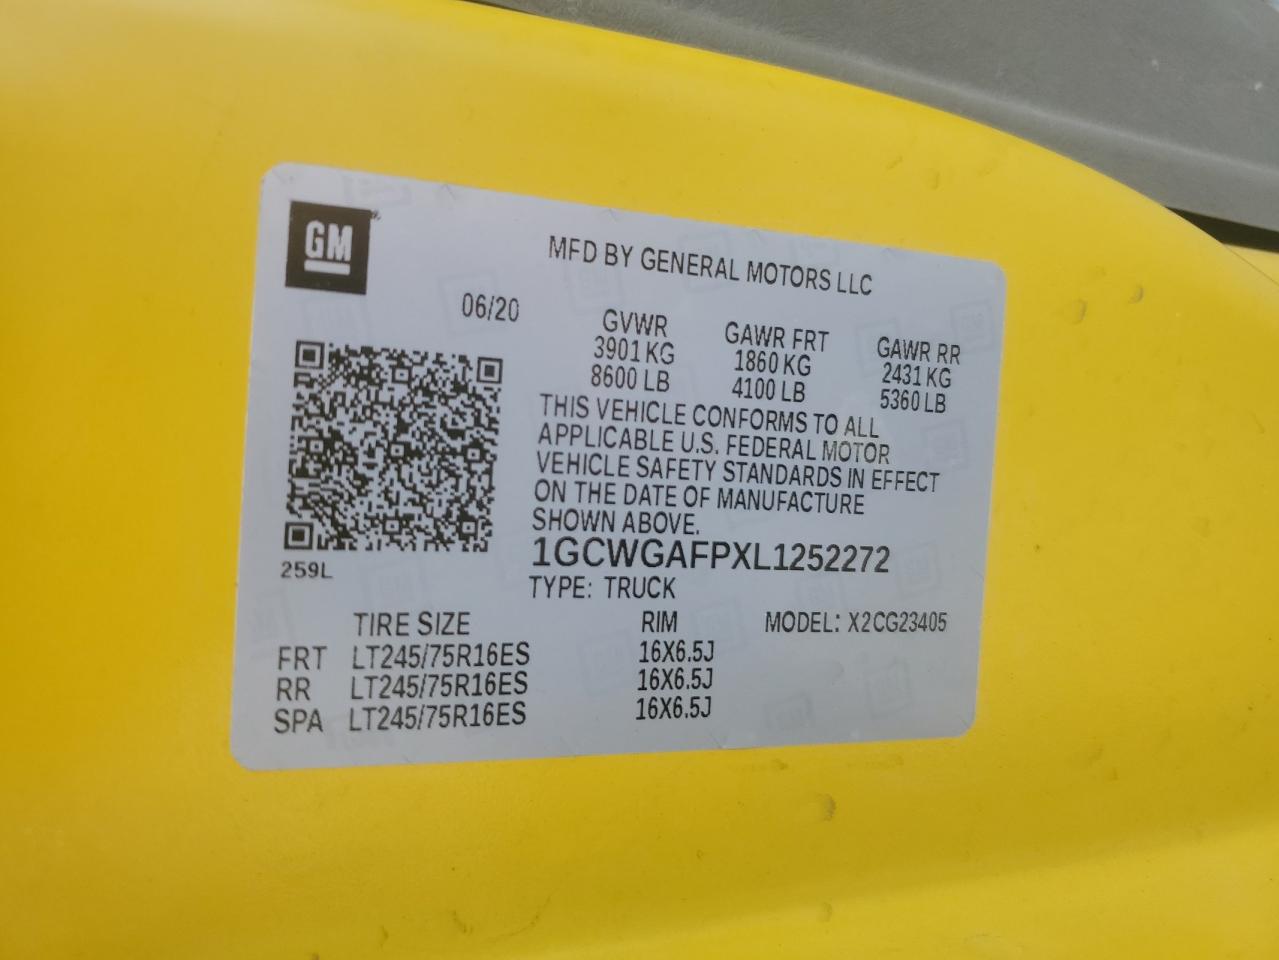 GM
MFD BY GENERAL MOTORS LLC
06/20
GVWR GAWR FRT GAWR RR
3901 KG 1860 KG 2431 KG
8600 LB 4100 LB 5360 LB
THIS VEHICLE CONFORMS TO ALL
APPLICABLE U.S. FEDERAL MOTOR
VEHICLE SAFETY STANDARDS IN EFFECT
ON THE DATE OF MANUFACTURE
SHOWN ABOVE.
1GCWGAFPXL1252272
259L
TYPE: TRUCK
TIRE SIZE RIM MODEL: X2CG23405
FRT LT245/75R16ES 16X6.5J
RR LT245/75R16ES 16X6.5J
SPA LT245/75R16ES 16X6.5J